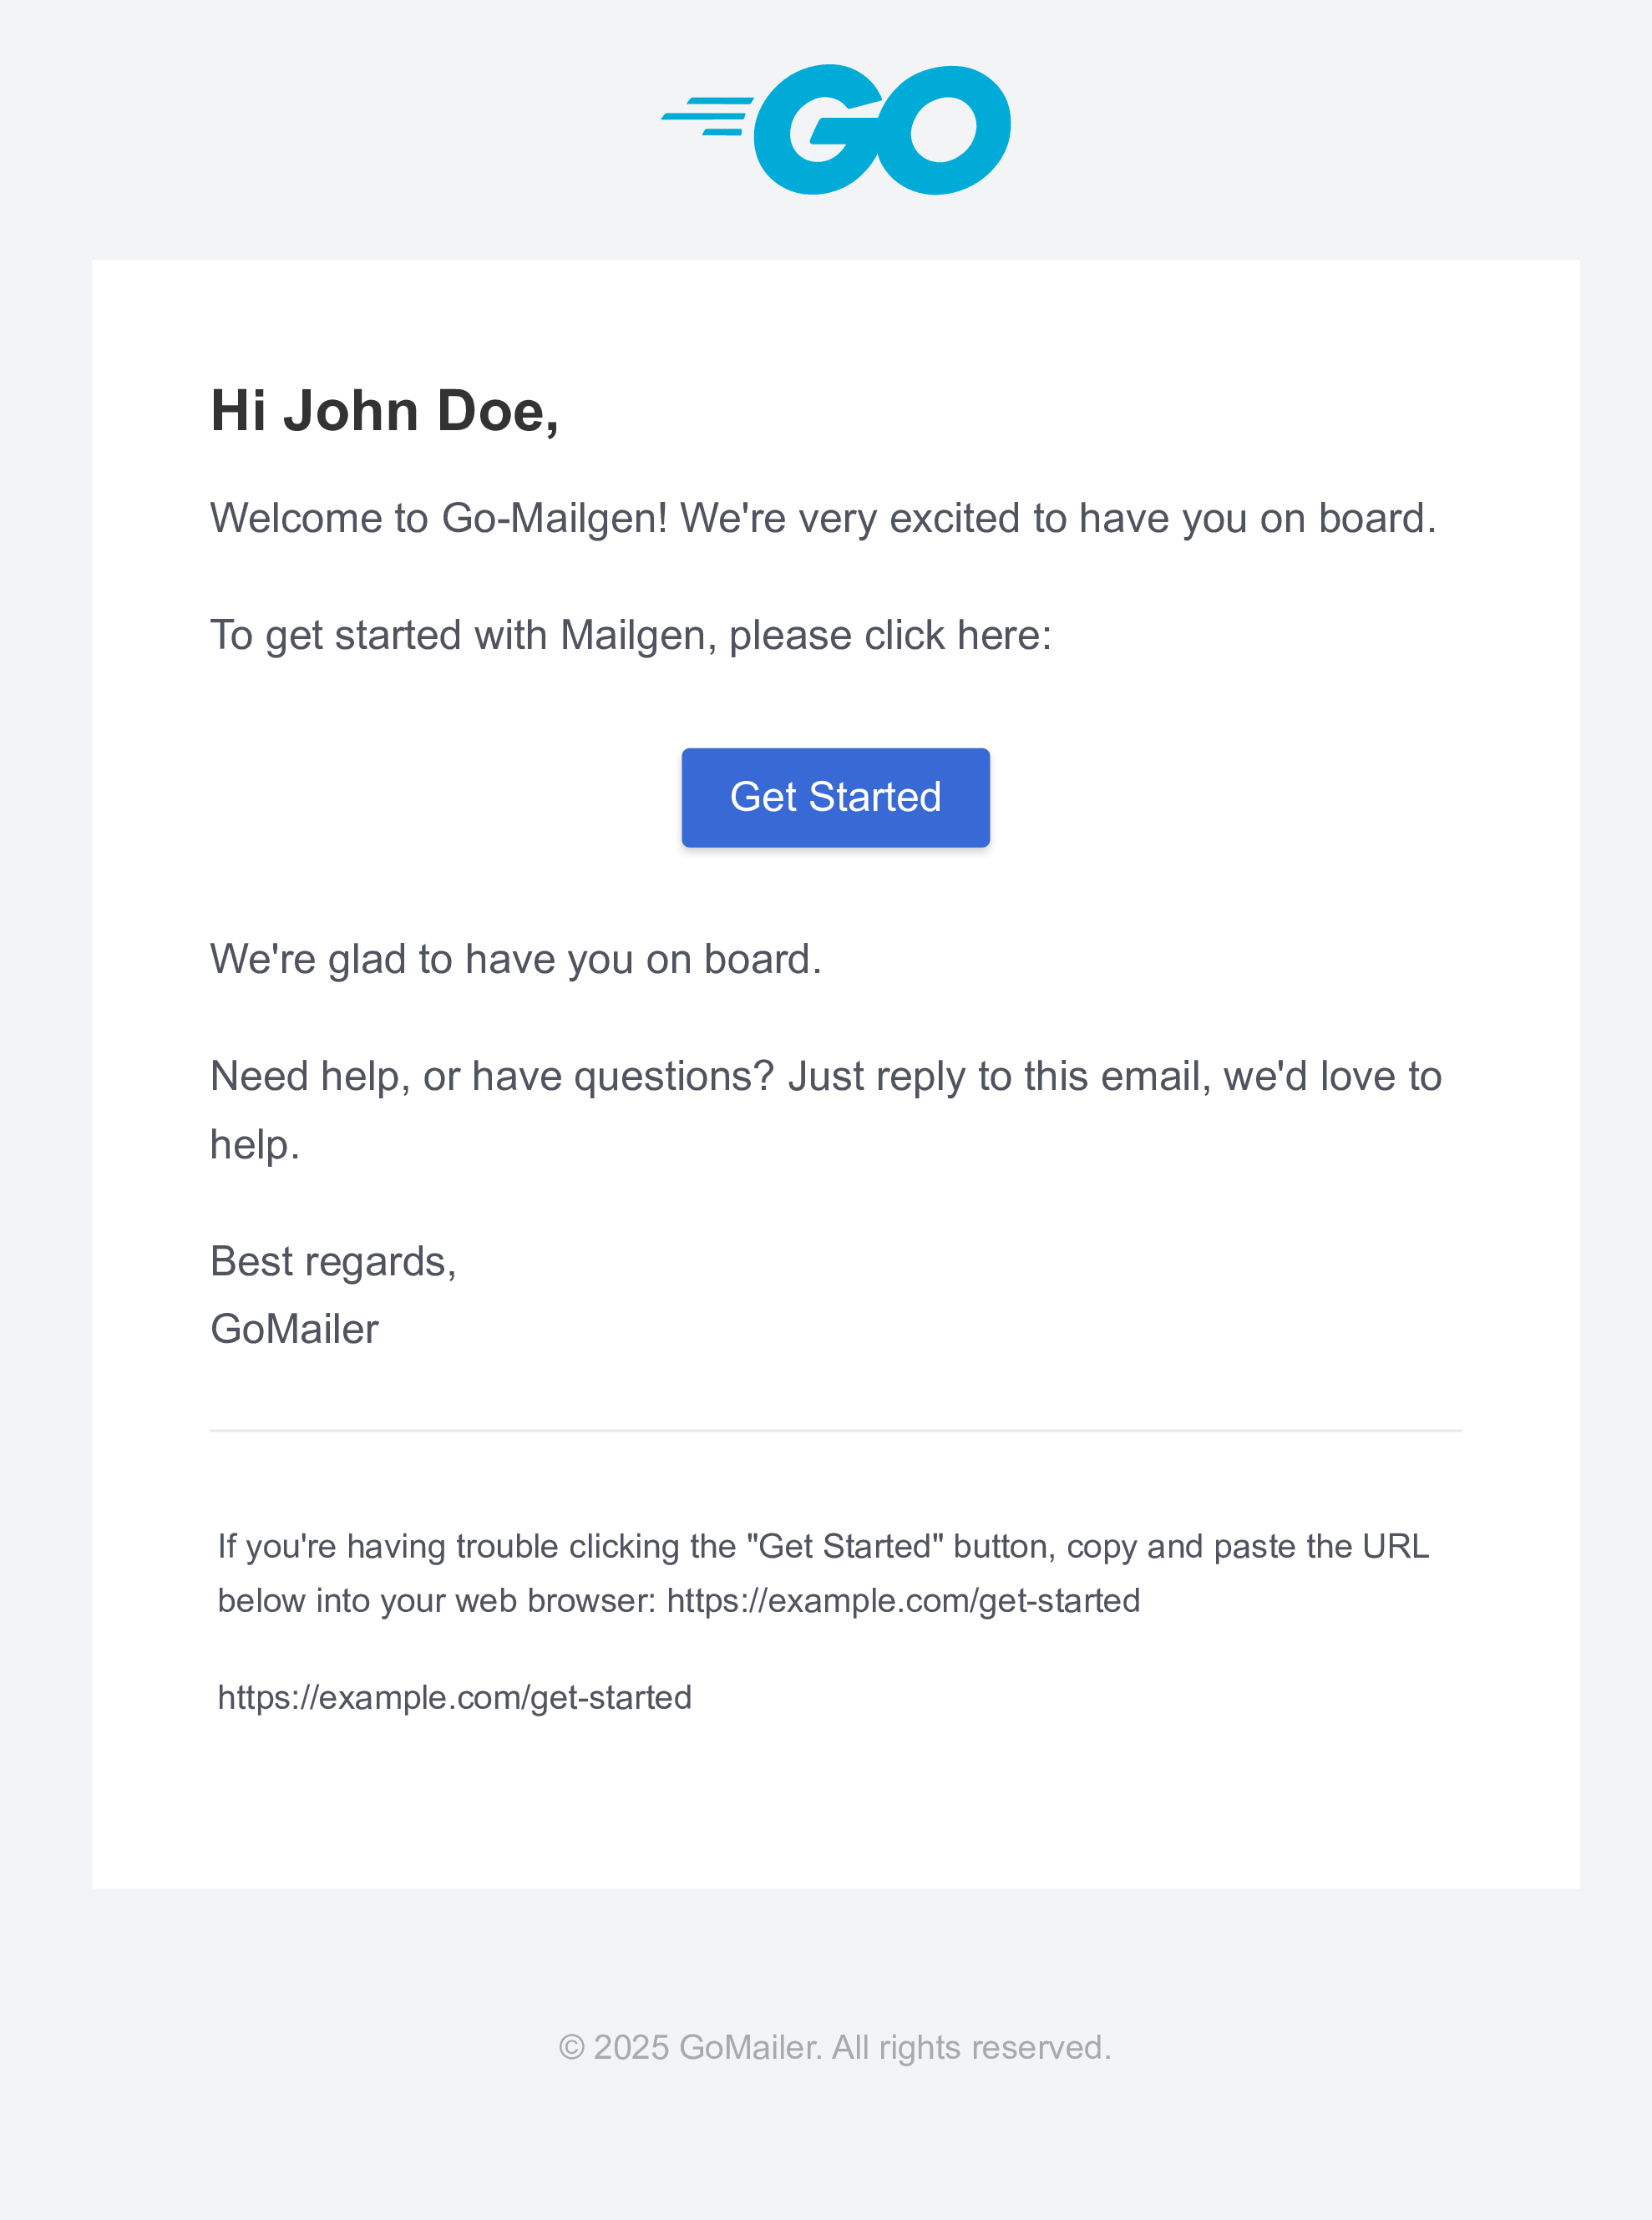 GO
Hi John Doe,
Welcome to Go-Mailgen! We're very excited to have you on board.
To get started with Mailgen, please click here:
Get Started
We're glad to have you on board.
Need help, or have questions? Just reply to this email, we'd love to
help.
Best regards,
GoMailer
If you're having trouble clicking the "Get Started" button, copy and paste the URL
below into your web browser: https://example.com/get-started
https://example.com/get-started
© 2025 GoMailer. All rights reserved.